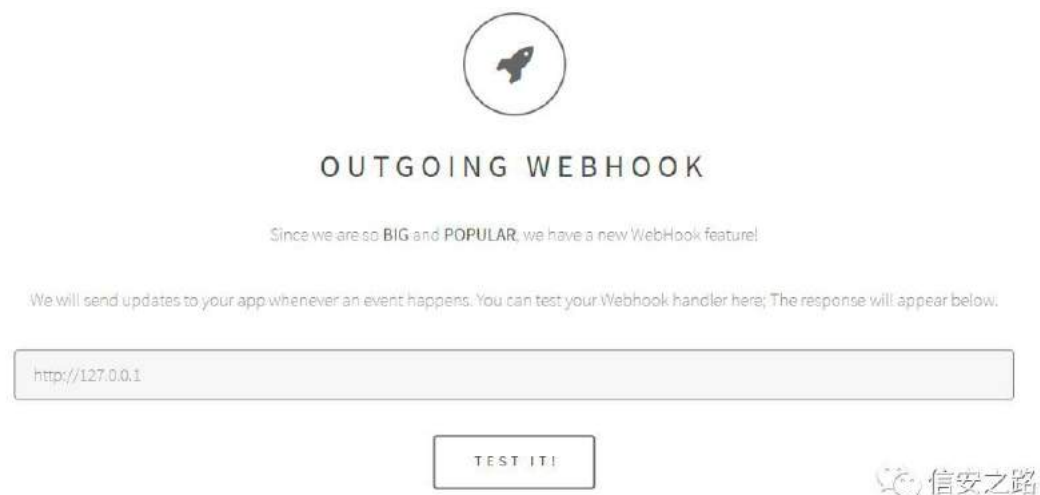 OUTGOING WEBHOOK
Since we are so BIG and POPULAR, we have a new WebHook feature!
We will send updates to your app whenever an event happens. You can test your Webhook handler here; The response will appear below.
http://127.0.0.1
TEST IT!
信安之路